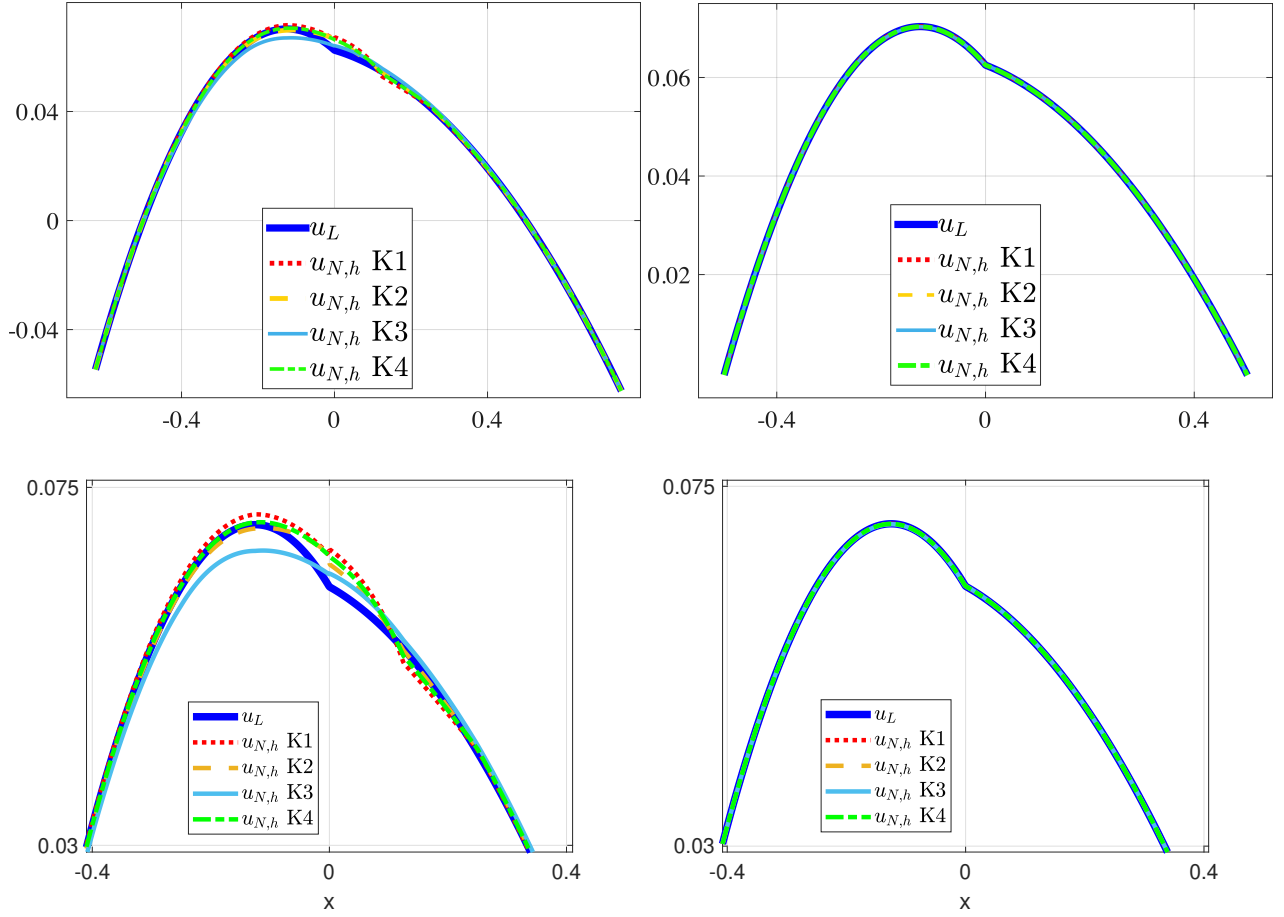 0.04
0
-0.04
-0.4
0
0.4
u_L
u_{N,h} K1
u_{N,h} K2
u_{N,h} K3
u_{N,h} K4
0.06
0.04
0.02
-0.4
0
0.4
u_L
u_{N,h} K1
u_{N,h} K2
u_{N,h} K3
u_{N,h} K4
0.075
0.03
-0.4
0
0.4
x
u_L
u_{N,h} K1
u_{N,h} K2
u_{N,h} K3
u_{N,h} K4
0.075
0.03
-0.4
0
0.4
x
u_L
u_{N,h} K1
u_{N,h} K2
u_{N,h} K3
u_{N,h} K4